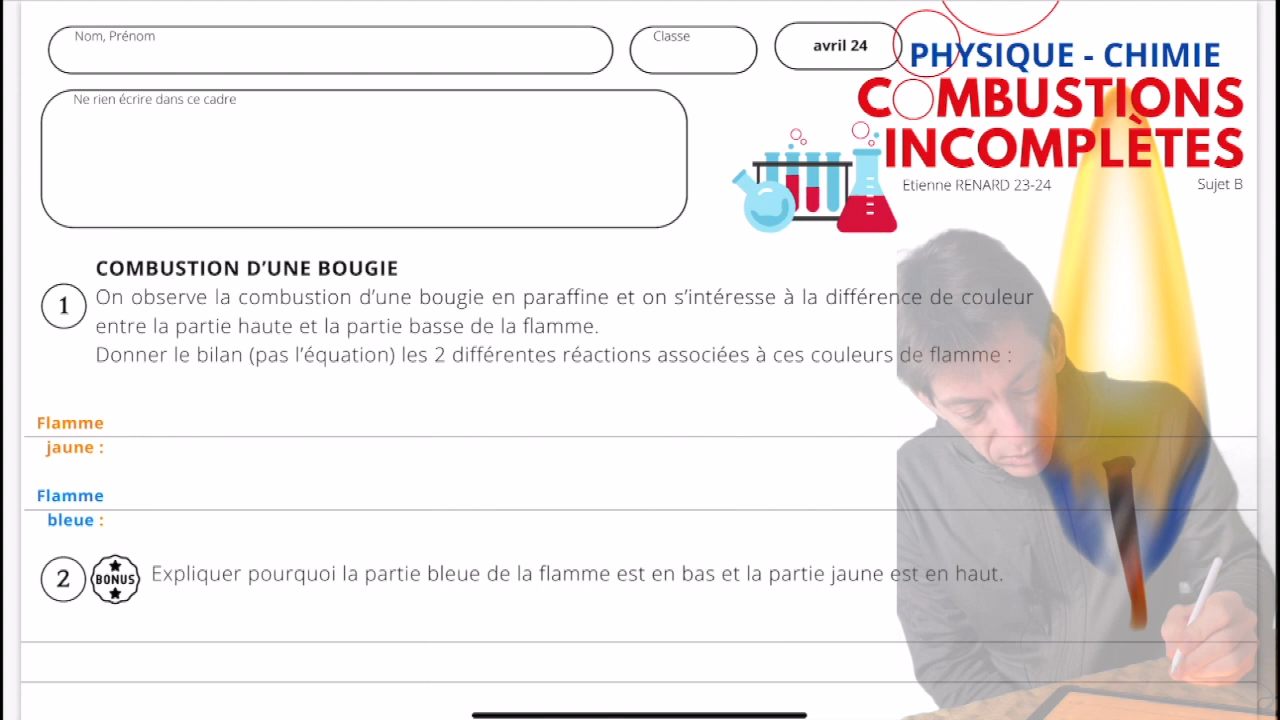 Nom, Prénom
Classe
avril 24
PHYSIQUE - CHIMIE
COMBUSTIONS
INCOMPLÈTES
Etienne RENARD 23-24
Sujet B
Ne rien écrire dans ce cadre
COMBUSTION D’UNE BOUGIE
1
On observe la combustion d’une bougie en paraffine et on s’intéresse à la différence de couleur
entre la partie haute et la partie basse de la flamme.
Donner le bilan (pas l’équation) les 2 différentes réactions associées à ces couleurs de flamme :
Flamme
jaune :
Flamme
bleue :
2
BONUS
Expliquer pourquoi la partie bleue de la flamme est en bas et la partie jaune est en haut.